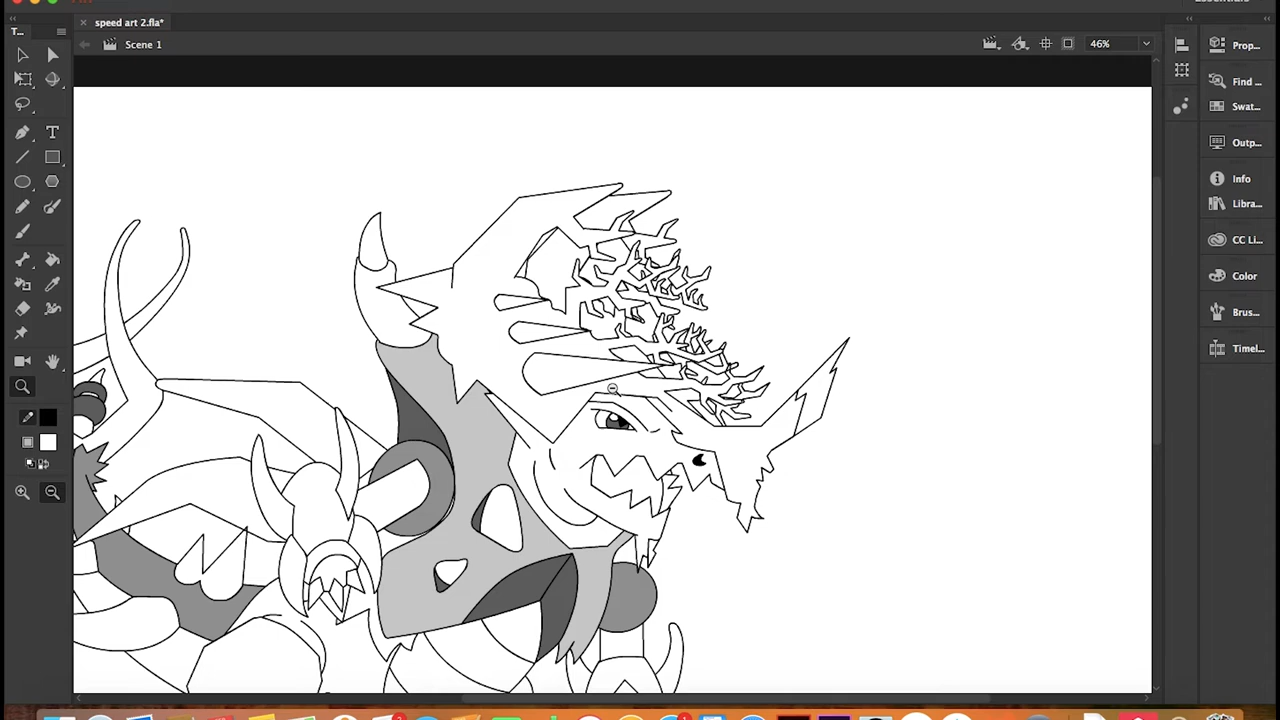 speed art 2.fla*
T...
Scene 1
46%
Prop...
Find ...
Swat...
Outp...
Info
Libra...
CC Li...
Color
Brus...
Timel...